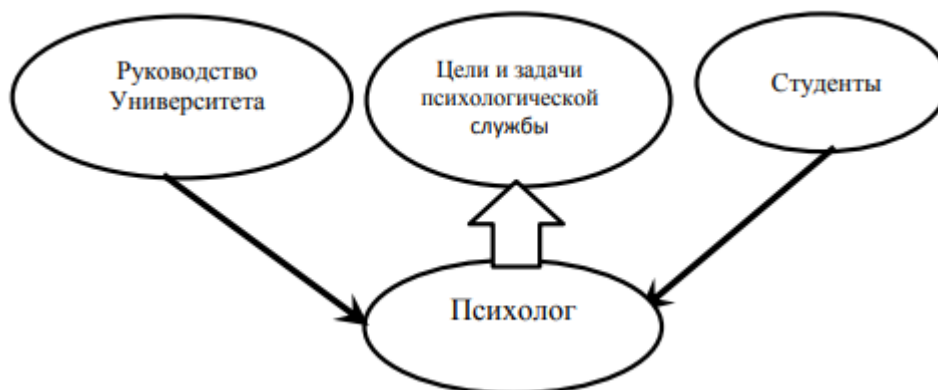 Руководство
Университета
Цели и задачи
психологической
службы
Студенты
Психолог